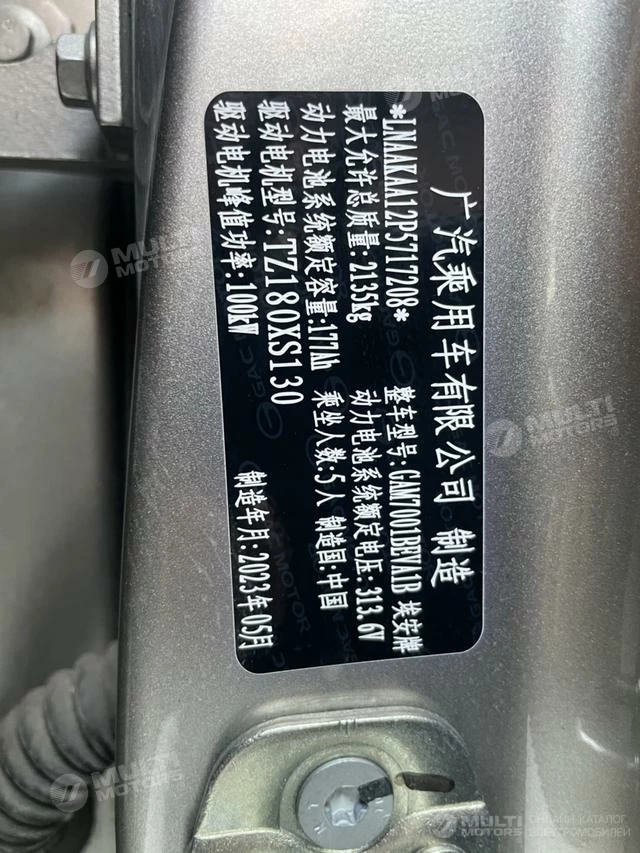 广汽乘用车有限公司 制造
*LNAAKAA12P5717208* 整车型号:GAM7001BEVA1B 埃安牌
最大允许总质量:2135kg 动力电池系统额定电压:313.6V
动力电池系统额定容量:177Ah 乘坐人数:5人 制造国:中国
驱动电机型号:TZ180XS130
驱动电机峰值功率:100kW 制造年月:2023年05月
MULTI MOTORS
MULTI MOTORS
MULTI MOTORS
MULTI MOTORS ОНЛАЙН-КАТАЛОГ ЭЛЕКТРОМОБИЛЕЙ